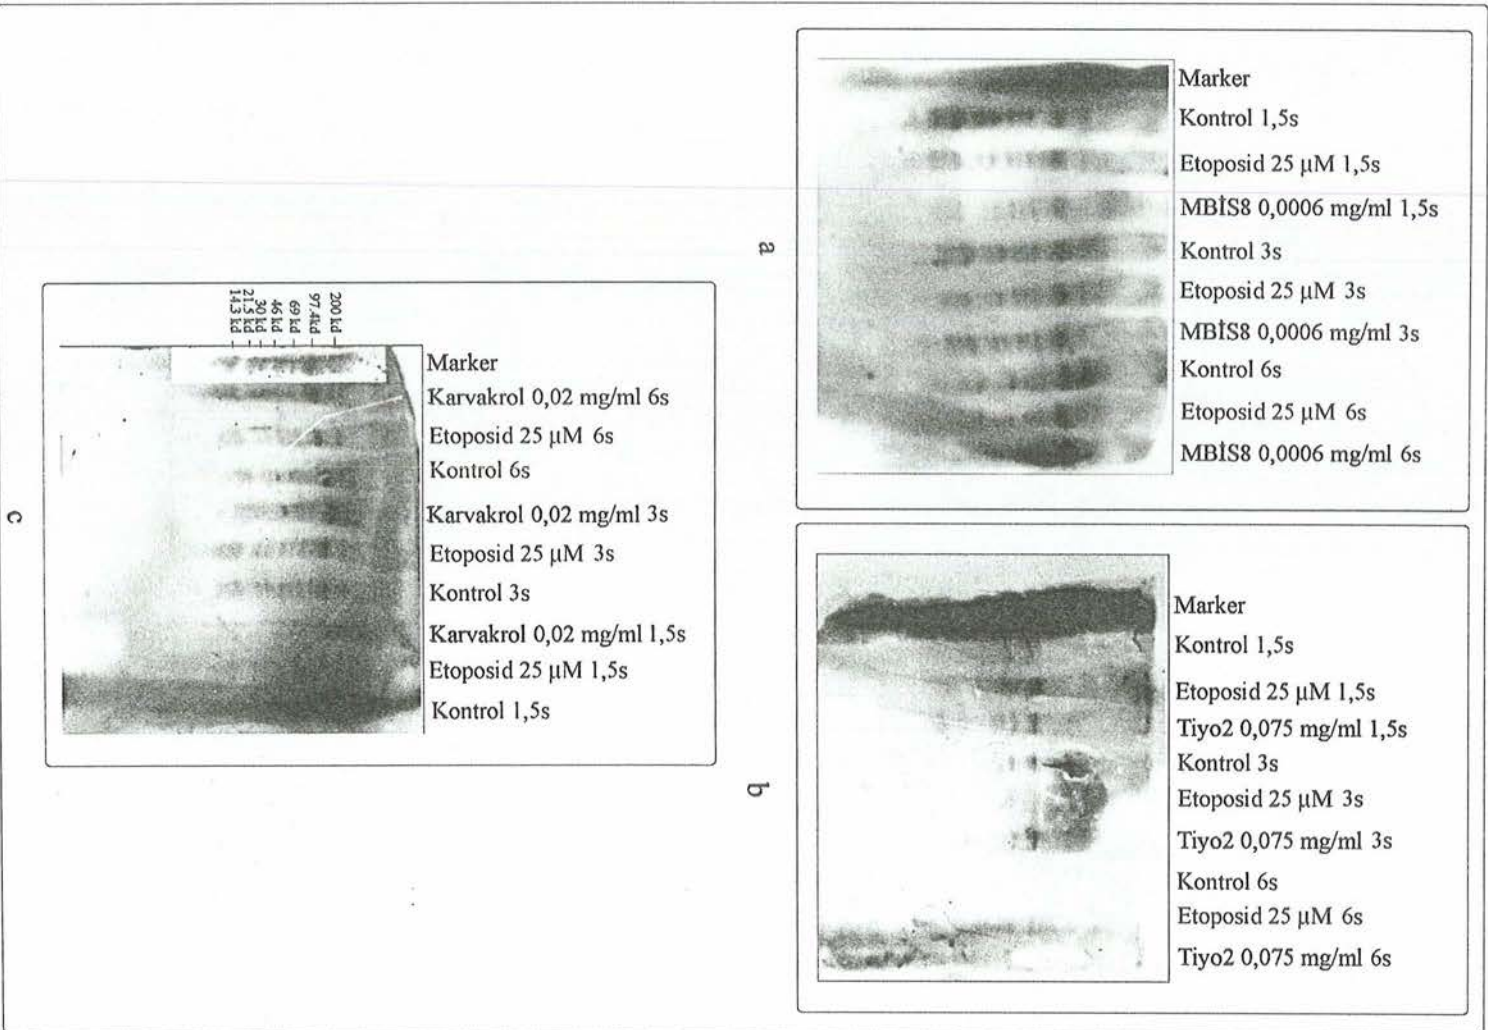 Marker
Kontrol 1,5s
Etoposid 25 µM 1,5s
MBİS8 0,0006 mg/ml 1,5s
Kontrol 3s
Etoposid 25 µM 3s
MBİS8 0,0006 mg/ml 3s
Kontrol 6s
Etoposid 25 µM 6s
MBİS8 0,0006 mg/ml 6s
a
Marker
Kontrol 1,5s
Etoposid 25 µM 1,5s
Tiyo2 0,075 mg/ml 1,5s
Kontrol 3s
Etoposid 25 µM 3s
Tiyo2 0,075 mg/ml 3s
Kontrol 6s
Etoposid 25 µM 6s
Tiyo2 0,075 mg/ml 6s
b
200 kd
97.4kd
69 kd
46 kd
30 kd
21.5 kd
14.3 kd
Marker
Karvakrol 0,02 mg/ml 6s
Etoposid 25 µM 6s
Kontrol 6s
Karvakrol 0,02 mg/ml 3s
Etoposid 25 µM 3s
Kontrol 3s
Karvakrol 0,02 mg/ml 1,5s
Etoposid 25 µM 1,5s
Kontrol 1,5s
c